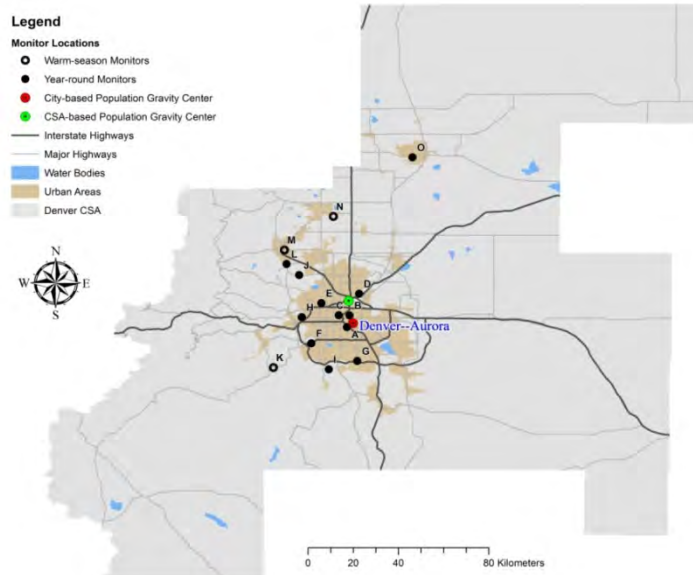 Legend
Monitor Locations
Warm-season Monitors
Year-round Monitors
City-based Population Gravity Center
CSA-based Population Gravity Center
Interstate Highways
Major Highways
Water Bodies
Urban Areas
Denver CSA
O
N
M
L
J
D
E
H
C
B
Denver--Aurora
A
F
G
K
I
N
W
E
S
0 20 40 80 Kilometers